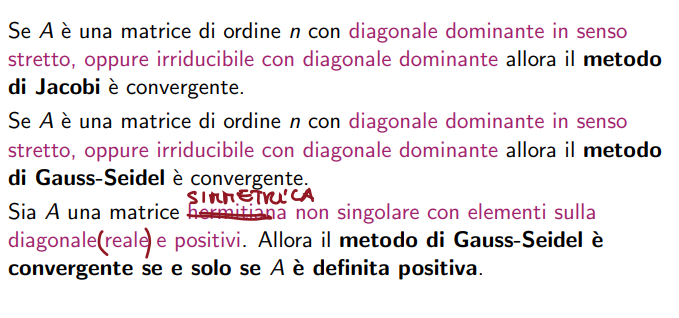 Se A è una matrice di ordine n con diagonale dominante in senso
stretto, oppure irriducibile con diagonale dominante allora il metodo
di Jacobi è convergente.
Se A è una matrice di ordine n con diagonale dominante in senso
stretto, oppure irriducibile con diagonale dominante allora il metodo
di Gauss-Seidel è convergente.
SIMMETRICA
Sia A una matrice hermitiana non singolare con elementi sulla
diagonale(reale) e positivi. Allora il metodo di Gauss-Seidel è
convergente se e solo se A è definita positiva.